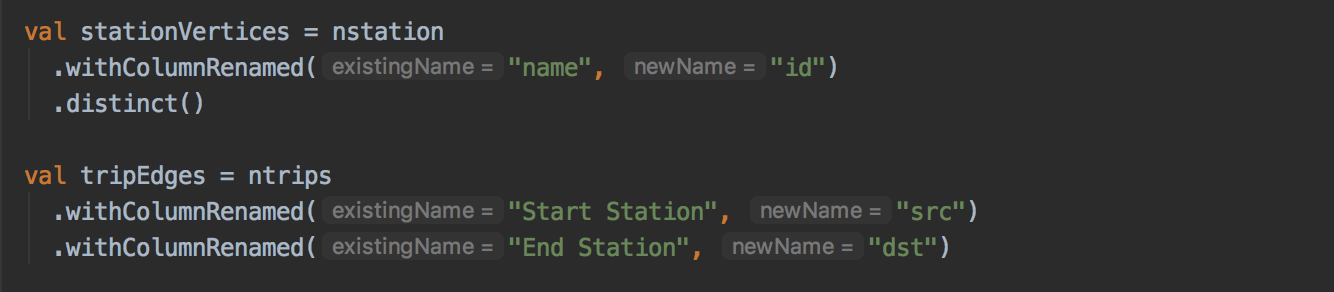 val stationVertices = nstation
.withColumnRenamed( existingName = "name", newName = "id")
.distinct()
val tripEdges = ntrips
.withColumnRenamed( existingName = "Start Station", newName = "src")
.withColumnRenamed( existingName = "End Station", newName = "dst")